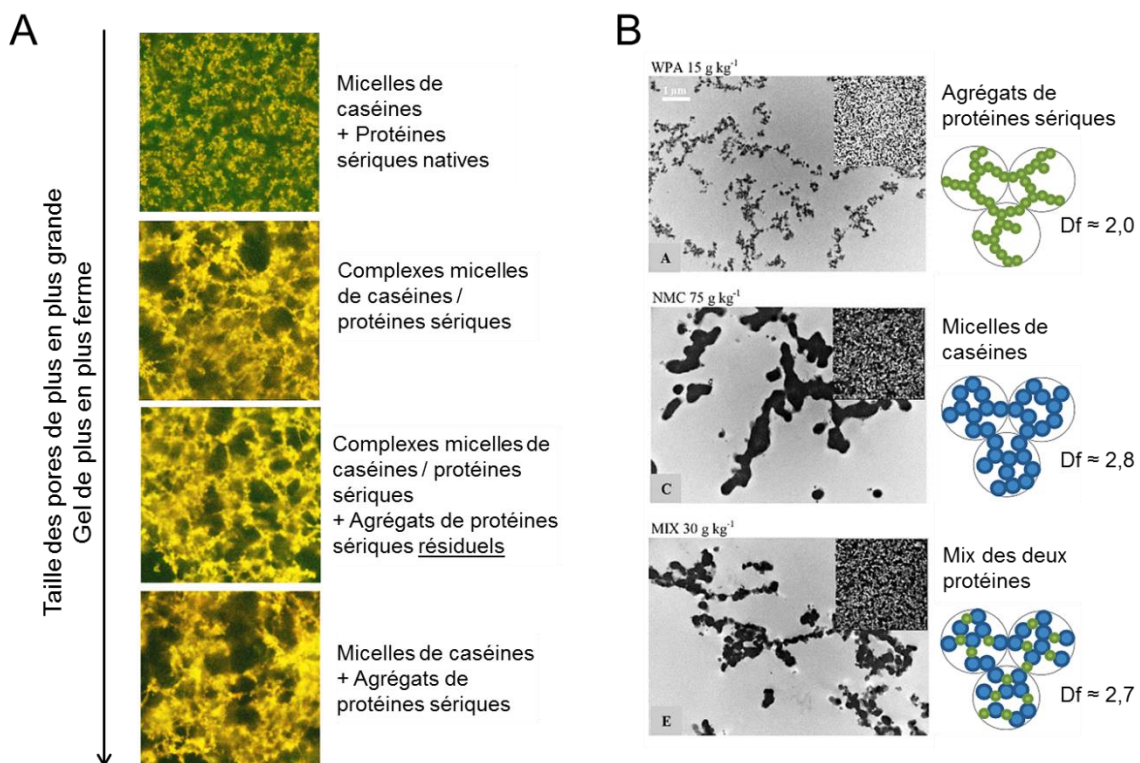 A
Taille des pores de plus en plus grande
Gel de plus en plus ferme
Micelles de
caséines
+ Protéines
sériques natives
Complexes micelles
de caséines /
protéines sériques
Complexes micelles de
caséines / protéines
sériques
+ Agrégats de protéines
sériques résiduels
Micelles de caséines
+ Agrégats de
protéines sériques
B
WPA 15 g kg⁻¹
1 µm
A
Agrégats de
protéines sériques
Df ≈ 2,0
NMC 75 g kg⁻¹
C
Micelles de
caséines
Df ≈ 2,8
MIX 30 g kg⁻¹
E
Mix des deux
protéines
Df ≈ 2,7